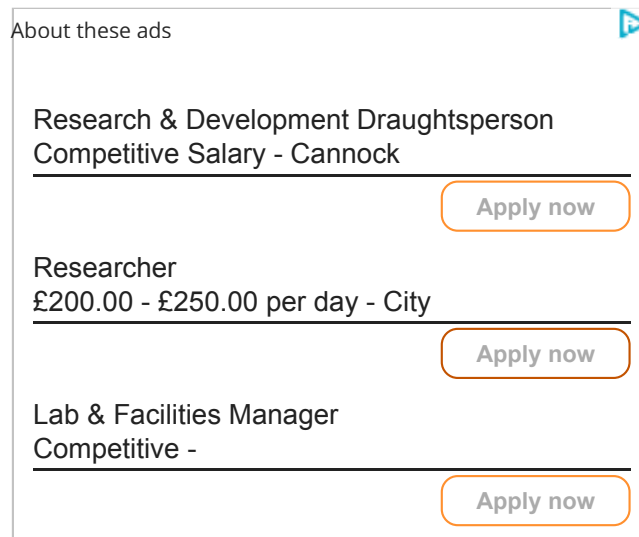 About these ads
Research & Development Draughtsperson
Competitive Salary - Cannock
Apply now
Researcher
£200.00 - £250.00 per day - City
Apply now
Lab & Facilities Manager
Competitive -
Apply now